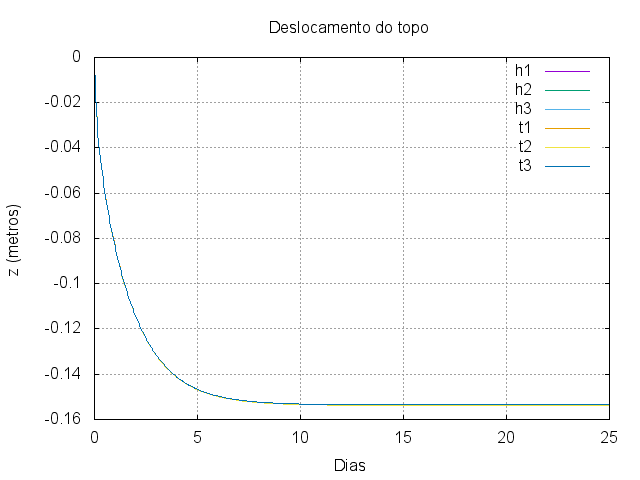 Deslocamento do topo
0
-0.02
-0.04
-0.06
-0.08
-0.1
-0.12
-0.14
-0.16
z (metros)
h1
h2
h3
t1
t2
t3
0 5 10 15 20 25
Dias